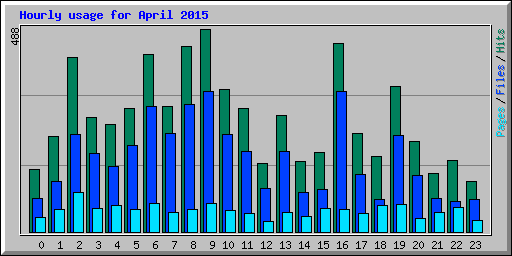 Hourly usage for April 2015
488
Pages / Files / Hits
0 1 2 3 4 5 6 7 8 9 10 11 12 13 14 15 16 17 18 19 20 21 22 23